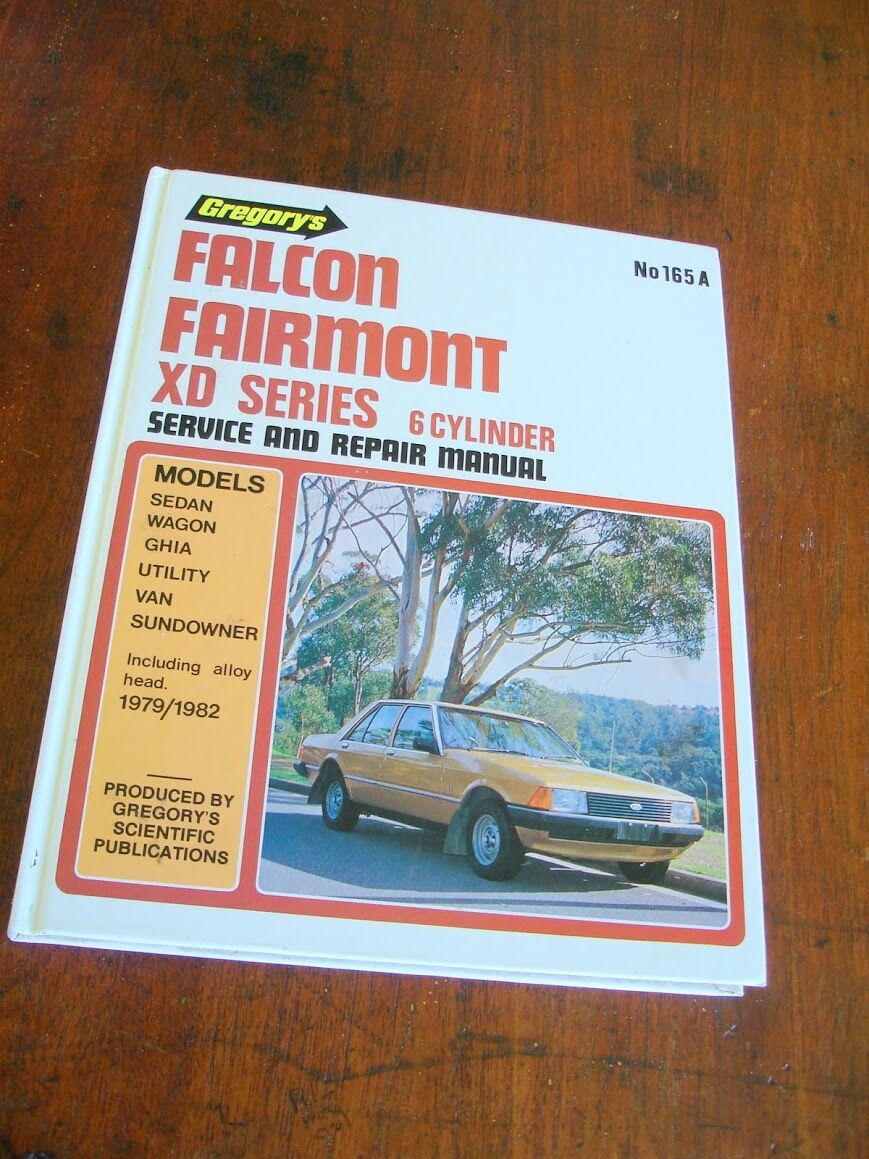 Gregory's
FALCON
No 165 A
FAIRMONT
XD SERIES 6 CYLINDER
SERVICE AND REPAIR MANUAL
MODELS
SEDAN
WAGON
GHIA
UTILITY
VAN
SUNDOWNER
Including alloy
head.
1979/1982
PRODUCED BY
GREGORY'S
SCIENTIFIC
PUBLICATIONS